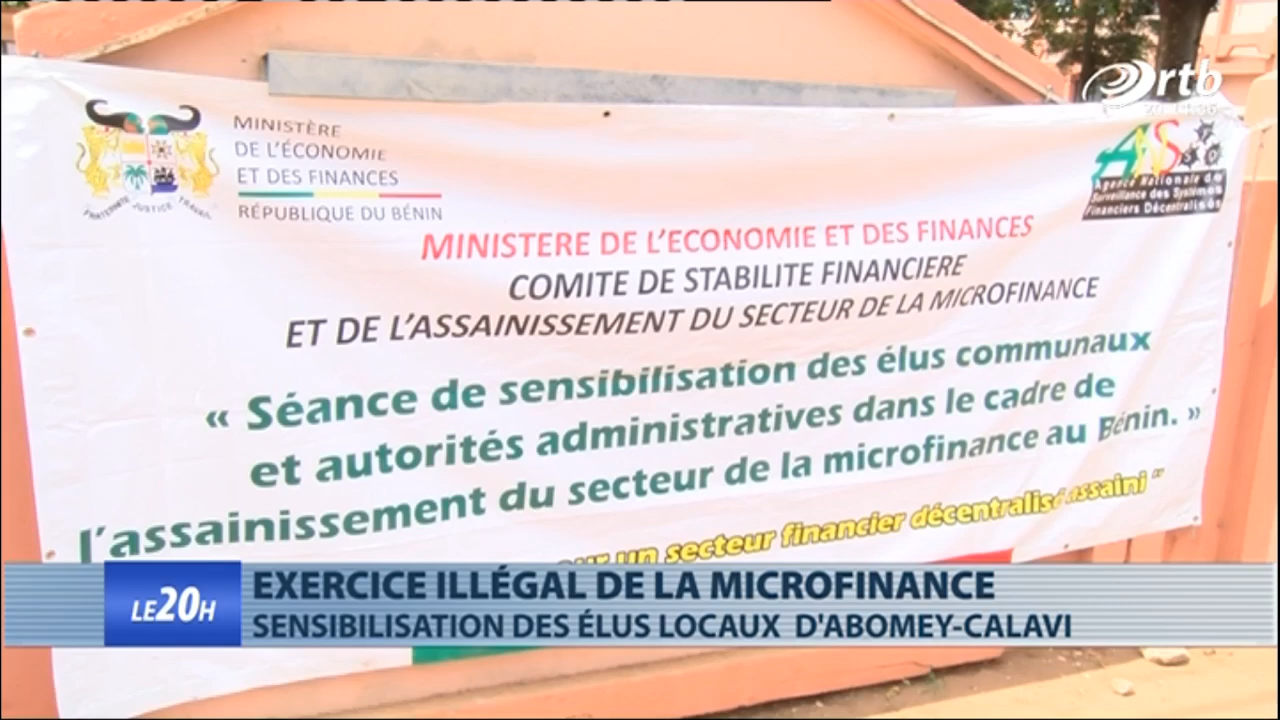 ortb
MINISTÈRE
DE L'ÉCONOMIE
ET DES FINANCES
RÉPUBLIQUE DU BÉNIN
FRATERNITÉ JUSTICE TRAVAIL
Agence Nationale de
Surveillance des Systèmes
Financiers Décentralisés
MINISTERE DE L'ECONOMIE ET DES FINANCES
COMITE DE STABILITE FINANCIERE
ET DE L'ASSAINISSEMENT DU SECTEUR DE LA MICROFINANCE
« Séance de sensibilisation des élus communaux
et autorités administratives dans le cadre de
l'assainissement du secteur de la microfinance au Bénin. »
un secteur financier décentralisé assaini "
LE20H
EXERCICE ILLÉGAL DE LA MICROFINANCE
SENSIBILISATION DES ÉLUS LOCAUX D'ABOMEY-CALAVI